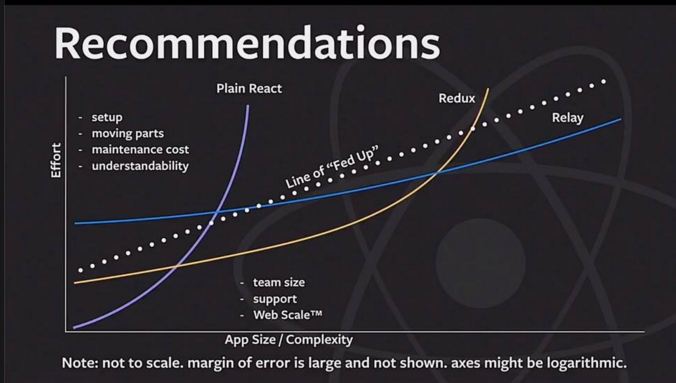 Recommendations
Plain React
Redux
Relay
- setup
- moving parts
- maintenance cost
- understandability
Effort
Line of “Fed Up”
- team size
- support
- Web Scale™
App Size / Complexity
Note: not to scale. margin of error is large and not shown. axes might be logarithmic.